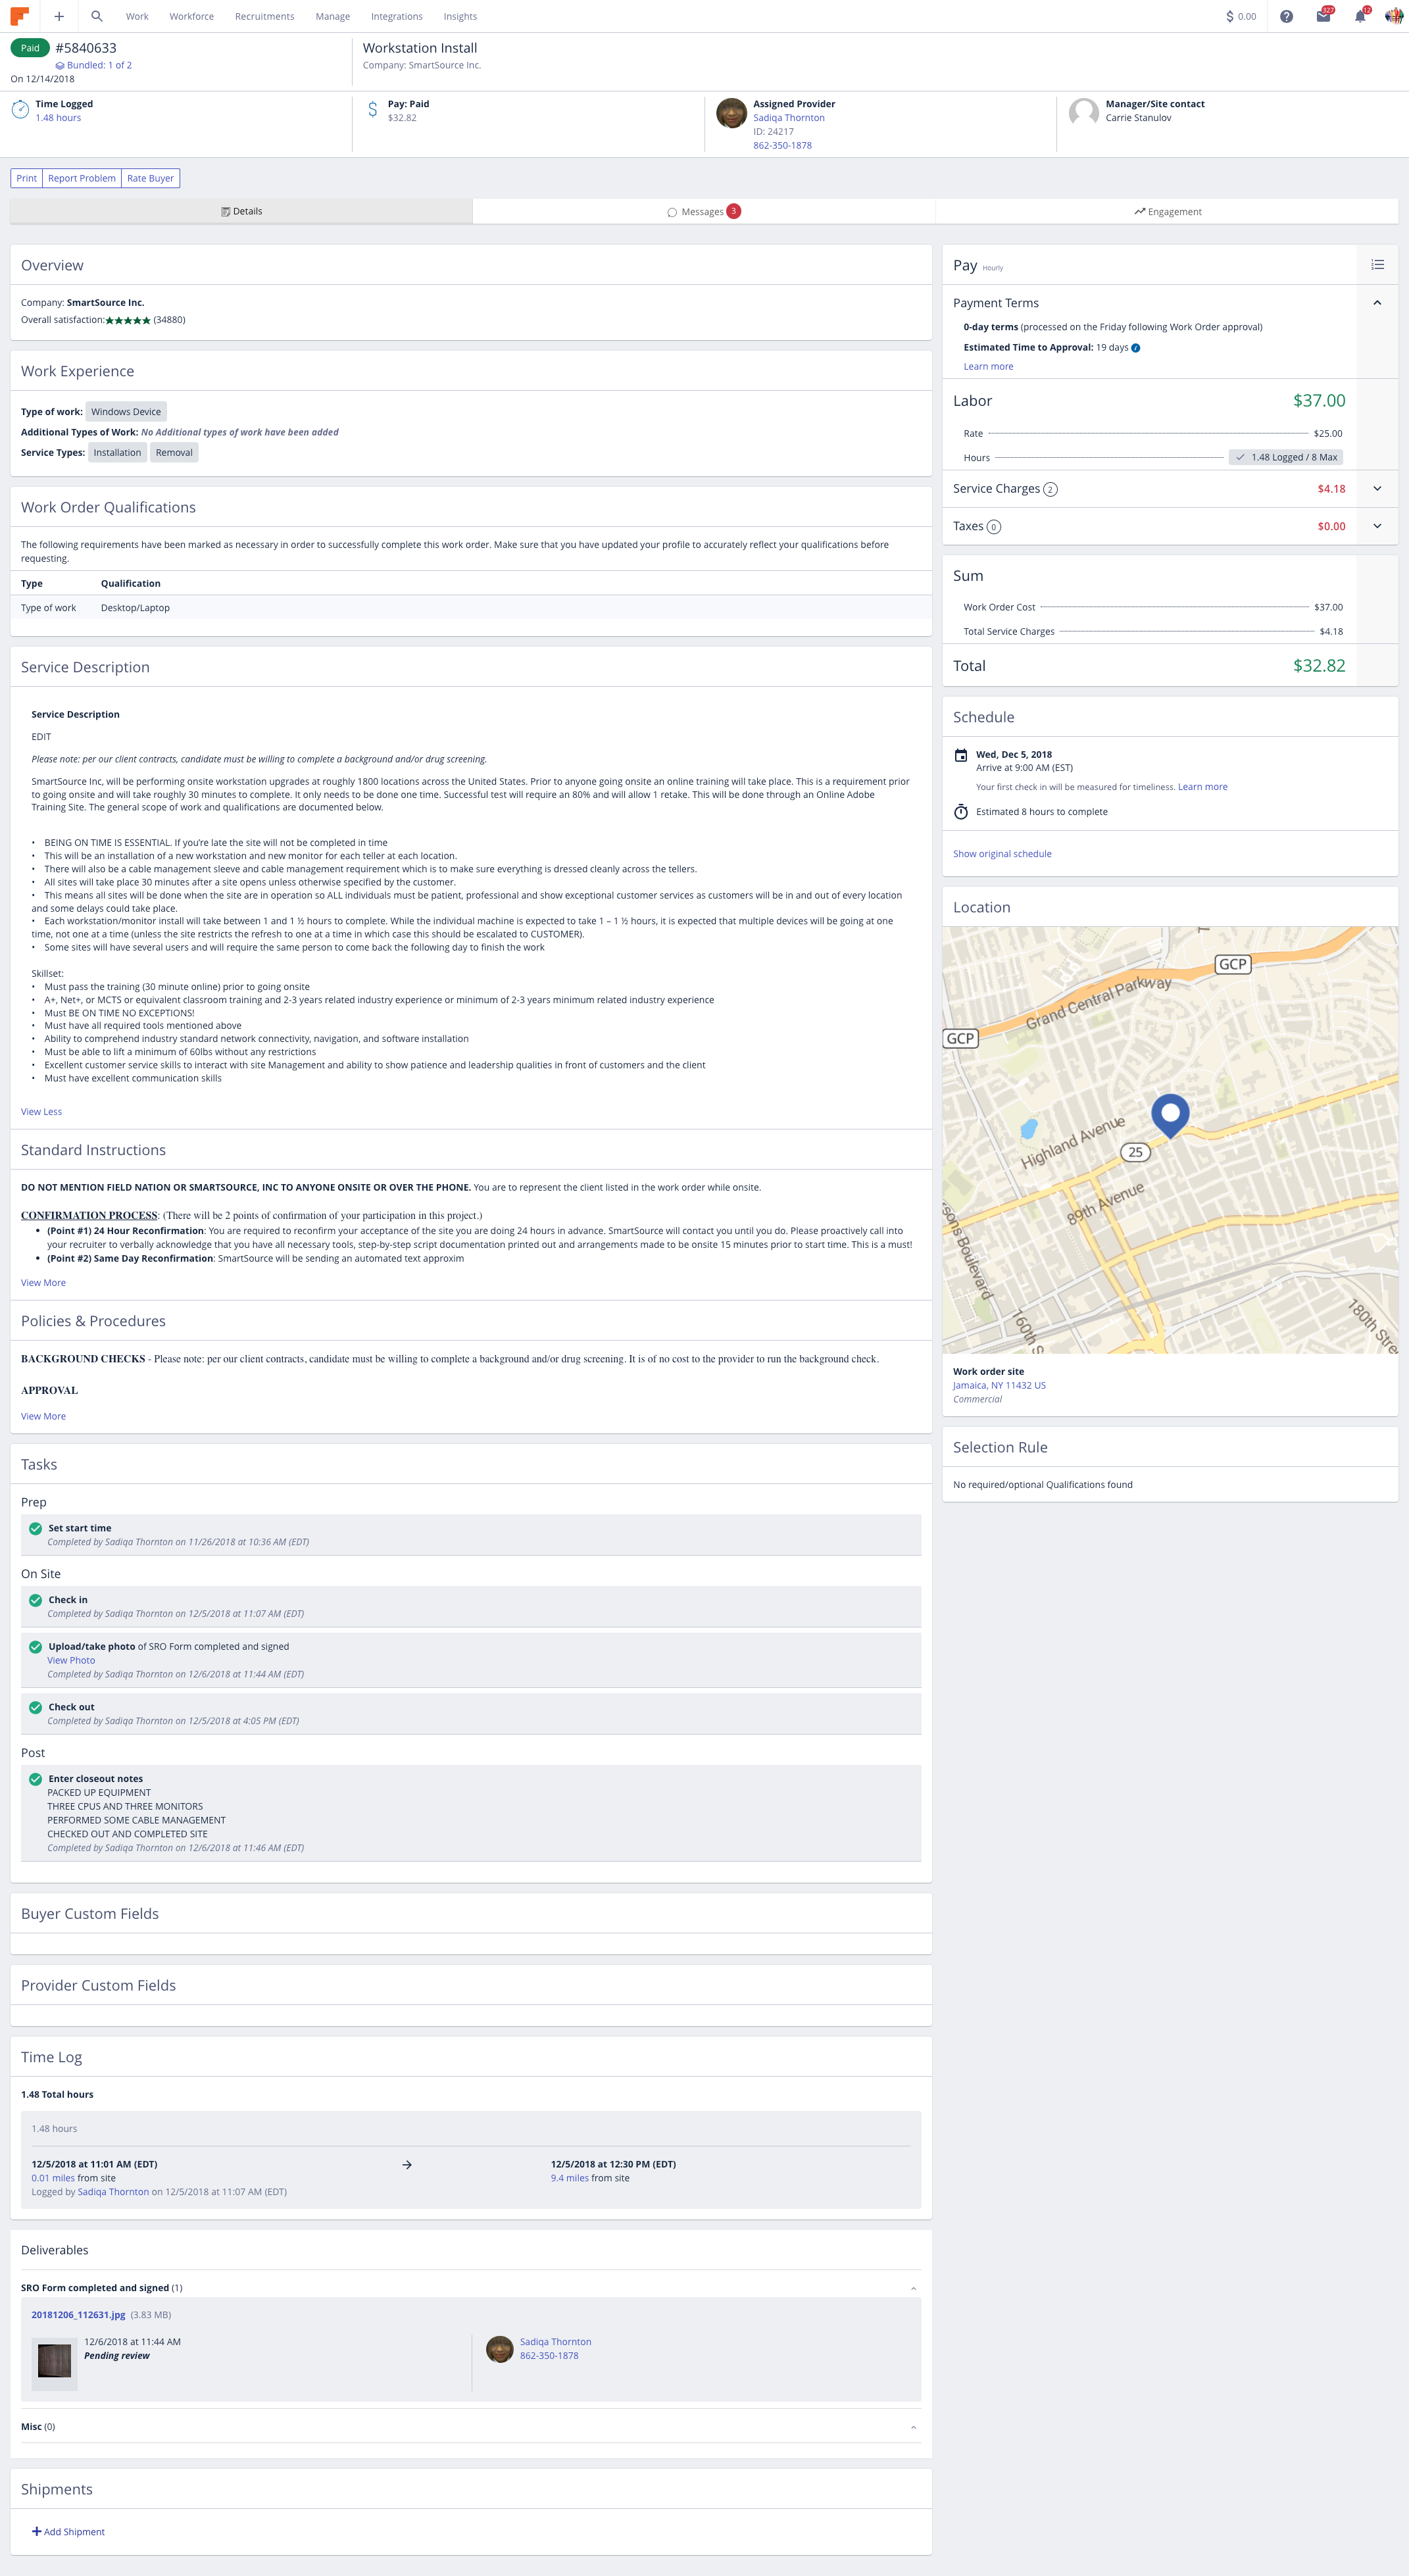 Work Workforce Recruitments Manage Integrations Insights $ 0.00 327 12
Paid #5840633
Bundled: 1 of 2
On 12/14/2018
Workstation Install
Company: SmartSource Inc.
Time Logged
1.48 hours
Pay: Paid
$32.82
Assigned Provider
Sadiqa Thornton
ID: 24217
862-350-1878
Manager/Site contact
Carrie Stanulov
Print Report Problem Rate Buyer
Details Messages 3 Engagement
Overview
Company: SmartSource Inc.
Overall satisfaction:★★★★★ (34880)
Work Experience
Type of work: Windows Device
Additional Types of Work: No Additional types of work have been added
Service Types: Installation Removal
Work Order Qualifications
The following requirements have been marked as necessary in order to successfully complete this work order. Make sure that you have updated your profile to accurately reflect your qualifications before
requesting.
Type Qualification
Type of work Desktop/Laptop
Service Description
Service Description
EDIT
Please note: per our client contracts, candidate must be willing to complete a background and/or drug screening.
SmartSource Inc, will be performing onsite workstation upgrades at roughly 1800 locations across the United States. Prior to anyone going onsite an online training will take place. This is a requirement prior
to going onsite and will take roughly 30 minutes to complete. It only needs to be done one time. Successful test will require an 80% and will allow 1 retake. This will be done through an Online Adobe
Training Site. The general scope of work and qualifications are documented below.
• BEING ON TIME IS ESSENTIAL. If you're late the site will not be completed in time
• This will be an installation of a new workstation and new monitor for each teller at each location.
• There will also be a cable management sleeve and cable management requirement which is to make sure everything is dressed cleanly across the tellers.
• All sites will take place 30 minutes after a site opens unless otherwise specified by the customer.
• This means all sites will be done when the site are in operation so ALL individuals must be patient, professional and show exceptional customer services as customers will be in and out of every location
and some delays could take place.
• Each workstation/monitor install will take between 1 and 1 ½ hours to complete. While the individual machine is expected to take 1 – 1 ½ hours, it is expected that multiple devices will be going at one
time, not one at a time (unless the site restricts the refresh to one at a time in which case this should be escalated to CUSTOMER).
• Some sites will have several users and will require the same person to come back the following day to finish the work
Skillset:
• Must pass the training (30 minute online) prior to going onsite
• A+, Net+, or MCTS or equivalent classroom training and 2-3 years related industry experience or minimum of 2-3 years minimum related industry experience
• Must BE ON TIME NO EXCEPTIONS!
• Must have all required tools mentioned above
• Ability to comprehend industry standard network connectivity, navigation, and software installation
• Must be able to lift a minimum of 60lbs without any restrictions
• Excellent customer service skills to interact with site Management and ability to show patience and leadership qualities in front of customers and the client
• Must have excellent communication skills
View Less
Standard Instructions
DO NOT MENTION FIELD NATION OR SMARTSOURCE, INC TO ANYONE ONSITE OR OVER THE PHONE. You are to represent the client listed in the work order while onsite.
CONFIRMATION PROCESS: (There will be 2 points of confirmation of your participation in this project.)
• (Point #1) 24 Hour Reconfirmation: You are required to reconfirm your acceptance of the site you are doing 24 hours in advance. SmartSource will contact you until you do. Please proactively call into
your recruiter to verbally acknowledge that you have all necessary tools, step-by-step script documentation printed out and arrangements made to be onsite 15 minutes prior to start time. This is a must!
• (Point #2) Same Day Reconfirmation: SmartSource will be sending an automated text approxim
View More
Policies & Procedures
BACKGROUND CHECKS - Please note: per our client contracts, candidate must be willing to complete a background and/or drug screening. It is of no cost to the provider to run the background check.
APPROVAL
View More
Tasks
Prep
Set start time
Completed by Sadiqa Thornton on 11/26/2018 at 10:36 AM (EDT)
On Site
Check in
Completed by Sadiqa Thornton on 12/5/2018 at 11:07 AM (EDT)
Upload/take photo of SRO Form completed and signed
View Photo
Completed by Sadiqa Thornton on 12/6/2018 at 11:44 AM (EDT)
Check out
Completed by Sadiqa Thornton on 12/5/2018 at 4:05 PM (EDT)
Post
Enter closeout notes
PACKED UP EQUIPMENT
THREE CPUS AND THREE MONITORS
PERFORMED SOME CABLE MANAGEMENT
CHECKED OUT AND COMPLETED SITE
Completed by Sadiqa Thornton on 12/6/2018 at 11:46 AM (EDT)
Buyer Custom Fields
Provider Custom Fields
Time Log
1.48 Total hours
1.48 hours
12/5/2018 at 11:01 AM (EDT) → 12/5/2018 at 12:30 PM (EDT)
0.01 miles from site 9.4 miles from site
Logged by Sadiqa Thornton on 12/5/2018 at 11:07 AM (EDT)
Deliverables
SRO Form completed and signed (1)
20181206_112631.jpg (3.83 MB)
12/6/2018 at 11:44 AM
Pending review
Sadiqa Thornton
862-350-1878
Misc (0)
Shipments
+ Add Shipment
Pay Hourly
Payment Terms
0-day terms (processed on the Friday following Work Order approval)
Estimated Time to Approval: 19 days
Learn more
Labor $37.00
Rate $25.00
Hours 1.48 Logged / 8 Max
Service Charges 2 $4.18
Taxes 0 $0.00
Sum
Work Order Cost $37.00
Total Service Charges $4.18
Total $32.82
Schedule
Wed, Dec 5, 2018
Arrive at 9:00 AM (EST)
Your first check in will be measured for timeliness. Learn more
Estimated 8 hours to complete
Show original schedule
Location
GCP
Grand Central Parkway
GCP
Highland Avenue
25
89th Avenue
sons Boulevard
160th S
180th Stre
Work order site
Jamaica, NY 11432 US
Commercial
Selection Rule
No required/optional Qualifications found